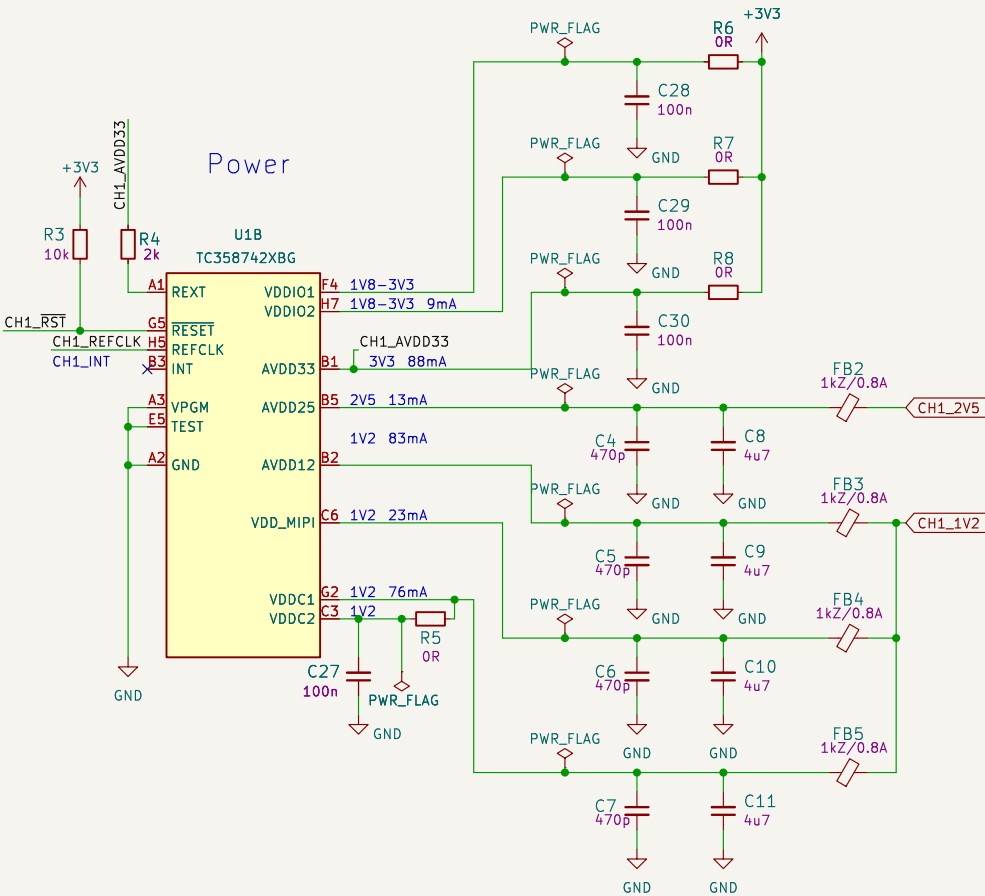 +3V3
PWR_FLAG
R6
0R
C28
100n
GND
PWR_FLAG
R7
0R
C29
100n
GND
PWR_FLAG
R8
0R
C30
100n
GND
Power
+3V3
CH1_AVDD33
R3
10k
R4
2k
U1B
TC358742XBG
A1 REXT
VDDIO1 F4 1V8-3V3
VDDIO2 H7 1V8-3V3 9mA
CH1_RST
G5 RESET
CH1_REFCLK H5 REFCLK
CH1_INT B3 INT
CH1_AVDD33
AVDD33 B1 3V3 88mA
A3 VPGM
AVDD25 B5 2V5 13mA
E5 TEST
1V2 83mA
A2 GND
AVDD12 B2
VDD_MIPI C6 1V2 23mA
VDDC1 G2 1V2 76mA
VDDC2 C3 1V2
R5
0R
C27
100n
PWR_FLAG
GND
GND
PWR_FLAG
FB2
1kZ/0.8A
CH1_2V5
C4
470p
C8
4u7
GND
GND
PWR_FLAG
FB3
1kZ/0.8A
CH1_1V2
C5
470p
C9
4u7
GND
GND
PWR_FLAG
FB4
1kZ/0.8A
C6
470p
C10
4u7
GND
GND
PWR_FLAG
FB5
1kZ/0.8A
C7
470p
C11
4u7
GND
GND